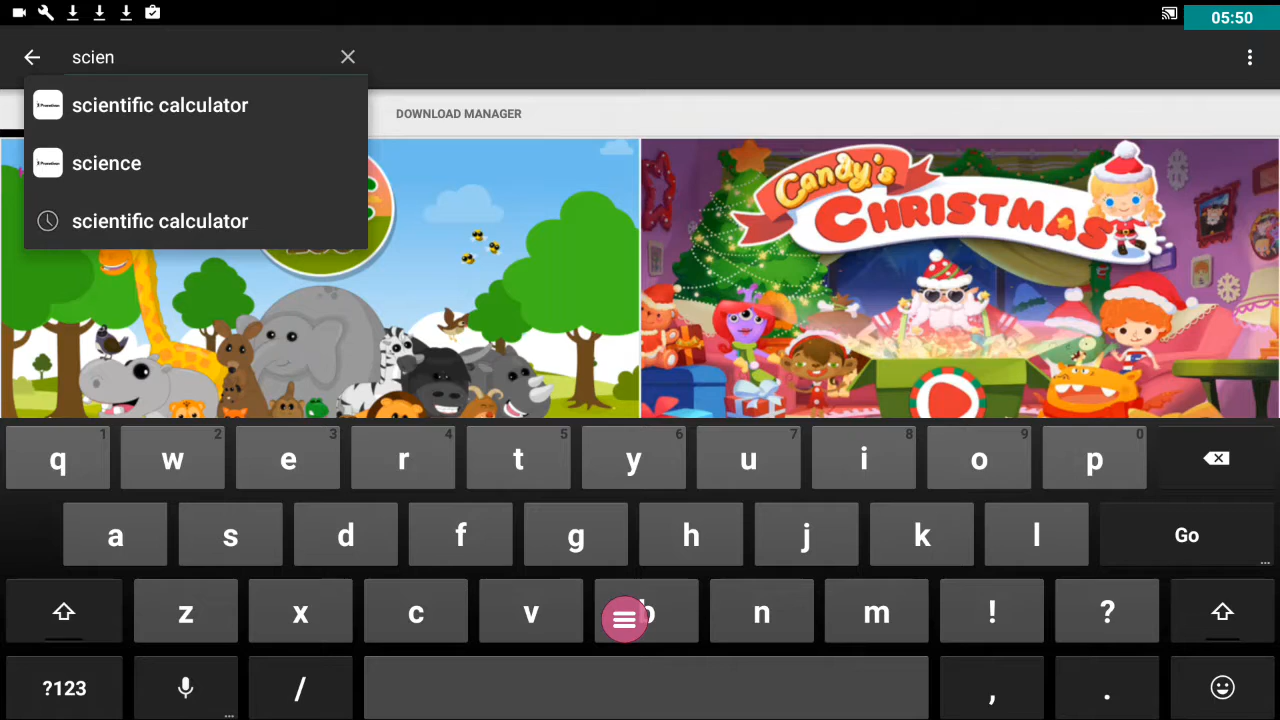 05:50
scien
scientific calculator
science
scientific calculator
DOWNLOAD MANAGER
Candy's
CHRISTMAS
1 2 3 4 5 6 7 8 9 0
q w e r t y u i o p
a s d f g h j k l Go
...
z x c v b n m ! ?
?123 / , .
...